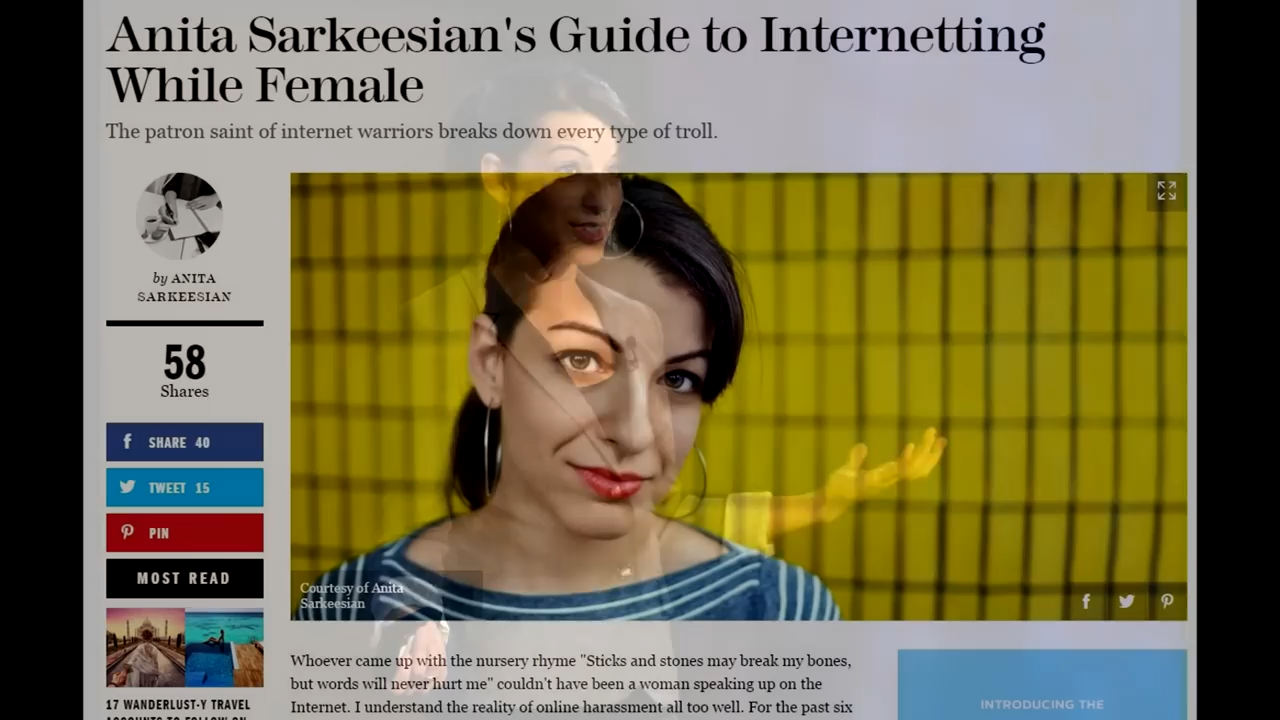 Anita Sarkeesian's Guide to Internetting
While Female
The patron saint of internet warriors breaks down every type of troll.
by ANITA
SARKEESIAN
58
Shares
f SHARE 40
TWEET 15
PIN
MOST READ
17 WANDERLUST-Y TRAVEL
ACCOUNTS TO FOLLOW ON
Courtesy of Anita
Sarkeesian
Whoever came up with the nursery rhyme "Sticks and stones may break my bones,
but words will never hurt me" couldn't have been a woman speaking up on the
Internet. I understand the reality of online harassment all too well. For the past six
INTRODUCING THE